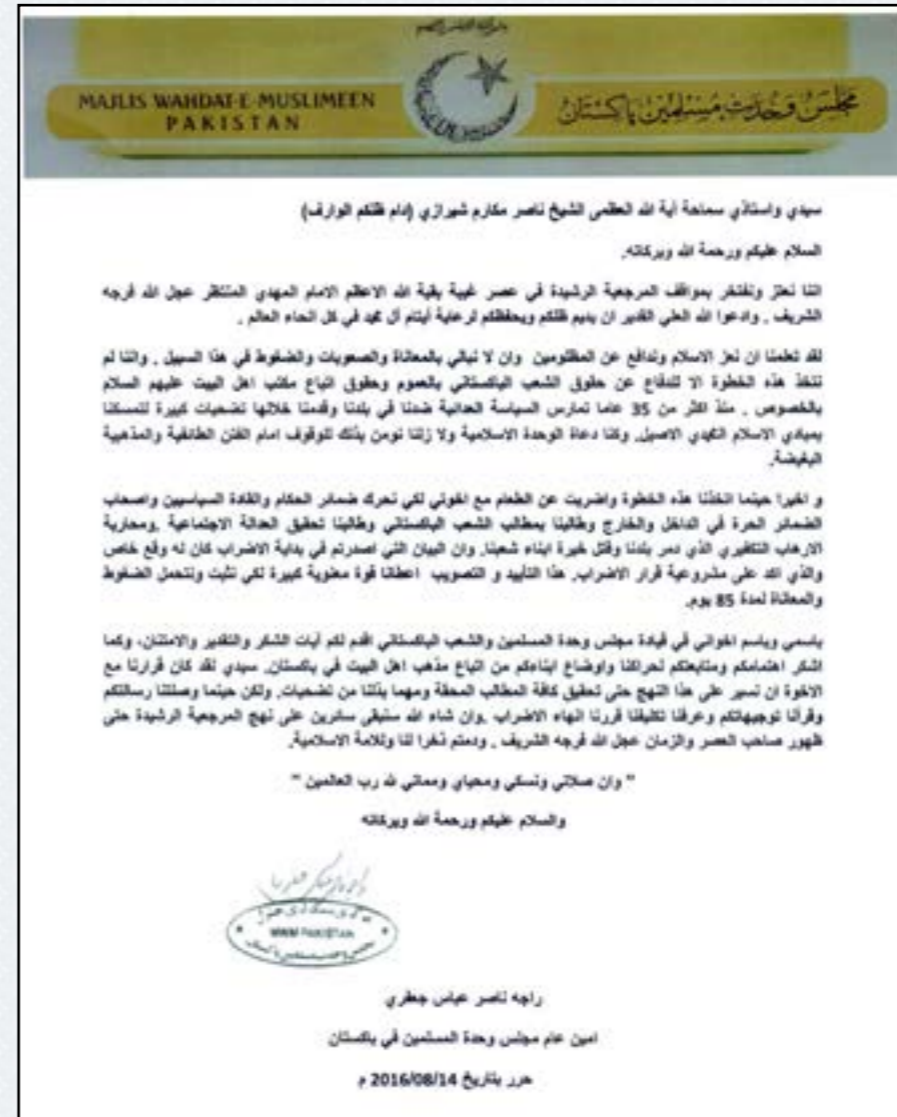 MAJLIS WAHDAT-E-MUSLIMEEN
PAKISTAN
مجلس وحدت مسلمین پاکستان
سيدي واستاذي سماحة آية الله العظمى الشيخ ناصر مكارم شيرازي (دام ظلكم الوارف)
السلام عليكم ورحمة الله وبركاته.
اننا نعتز ونفتخر بمواقف المرجعية الرشيدة في عصر غيبة بقية الله الاعظم الامام المهدي المنتظر عجل الله فرجه
الشريف . وادعوا الله العلي القدير ان يديم ظلكم ويحفظكم لرعاية أيتام آل محمد في كل انحاء العالم .
لقد تعلمنا ان نعز الاسلام وندافع عن المظلومين وان لا نبالي بالمعاناة والصعوبات والضغوط في هذا السبيل . واننا لم
نتخذ هذه الخطوة الا للدفاع عن حقوق الشعب الباكستاني بالعموم وحقوق اتباع مكتب اهل البيت عليهم السلام
بالخصوص . منذ اكثر من 35 عاما تمارس السياسة العدائية ضدنا في بلدنا وقدمنا خلالها تضحيات كبيرة لتمسكنا
بمبادئ الاسلام المحمدي الاصيل. وكنا دعاة الوحدة الاسلامية ولا زلنا نومن بذلك للوقوف امام الفتن الطائفية والمذهبية
البغيضة.
و اخيرا حينما اتخذنا هذه الخطوة واضربت عن الطعام مع اخوتي لكي نحرك ضمائر الحكام والقادة السياسيين واصحاب
الضمائر الحرة في الداخل والخارج وطالبنا بمطالب الشعب الباكستاني وطالبنا تحقيق العدالة الاجتماعية .ومحاربة
الارهاب التكفيري الذي دمر بلدنا وقتل خيرة ابناء شعبنا. وان البيان التي اصدرتم في بداية الاضراب كان له وقع خاص
والذي اكد على مشروعية قرار الاضراب. هذا التأييد و التصويب اعطانا قوة معنوية كبيرة لكي نثبت ونتحمل الضغوط
والمعاناة لمدة 85 يوم.
باسمي وباسم اخواني في قيادة مجلس وحدة المسلمين والشعب الباكستاني اقدم لكم آيات الشكر والتقدير والامتنان، وكما
اشكر اهتمامكم ومتابعتكم لحراكنا واوضاع ابناءكم من اتباع مذهب اهل البيت في باكستان. سيدي لقد كان قرارنا مع
الاخوة ان نسير على هذا النهج حتى تحقيق كافة المطالب المحقة ومهما بذلنا من تضحيات. ولكن حينما وصلتنا رسالتكم
وقرأنا توجيهاتكم وعرفنا تكليفنا قررنا انهاء الاضراب .وان شاء الله سنبقى سائرين على نهج المرجعية الرشيدة حتى
ظهور صاحب العصر والزمان عجل الله فرجه الشريف . ودمتم ذخرا لنا وللامة الاسلامية.
" وان صلاتي ونسكي ومحياي ومماتي لله رب العالمين "
والسلام عليكم ورحمة الله وبركاته
MWM PAKISTAN
راجه ناصر عباس جعفري
امين عام مجلس وحدة المسلمين في باكستان
حرر بتاريخ 2016/08/14 م